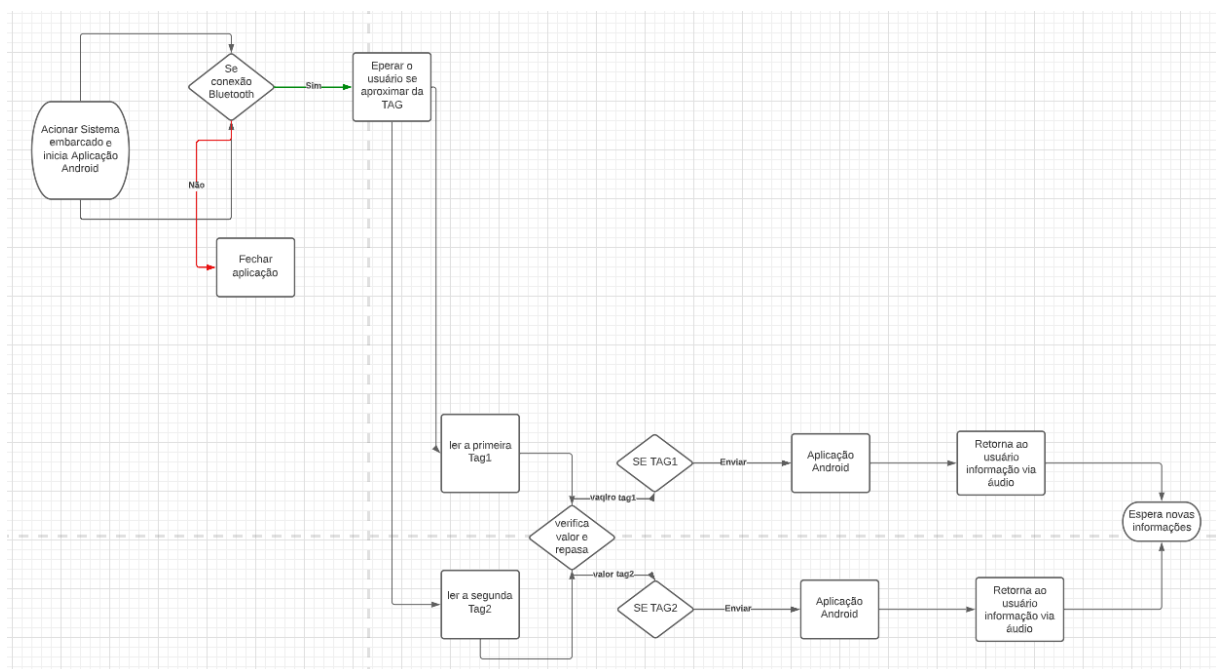 Se
conexão
Bluetooth
Sim
Eperar o
usuário se
aproximar da
TAG
Acionar Sistema
embarcado e
inicia Aplicação
Android
Não
Fechar
aplicação
ler a primeira
Tag1
SE TAG1
Enviar
Aplicação
Android
Retorna ao
usuário
informação via
áudio
vaqlro tag1
verifica
valor e
repasa
Espera novas
informações
valor tag2
ler a segunda
Tag2
SE TAG2
Enviar
Aplicação
Android
Retorna ao
usuário
informação via
áudio